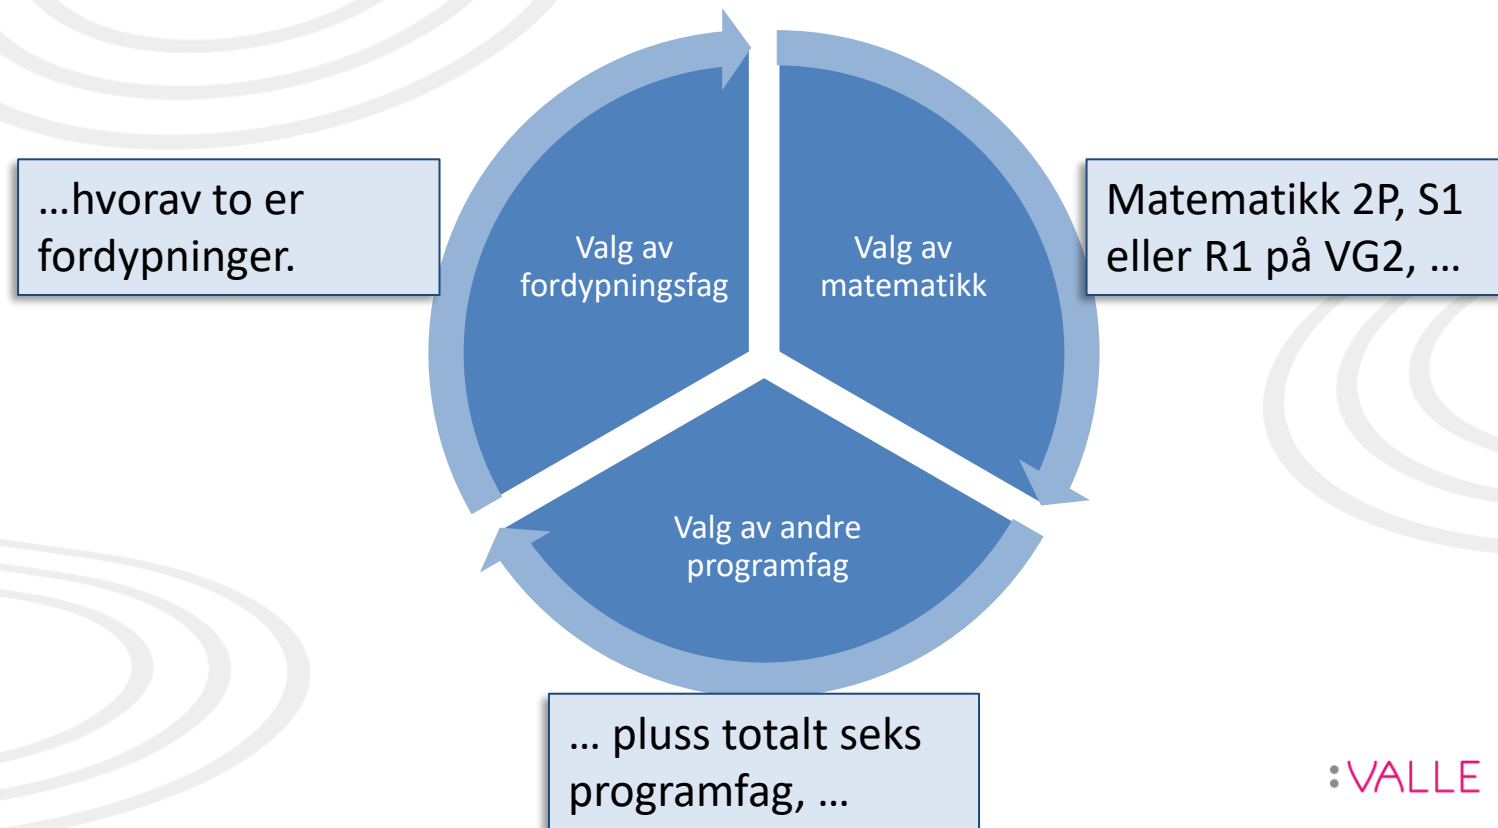 …hvorav to er
fordypninger.
Valg av
fordypningsfag
Valg av
matematikk
Matematikk 2P, S1
eller R1 på VG2, …
Valg av andre
programfag
… pluss totalt seks
programfag, …
:VALLE